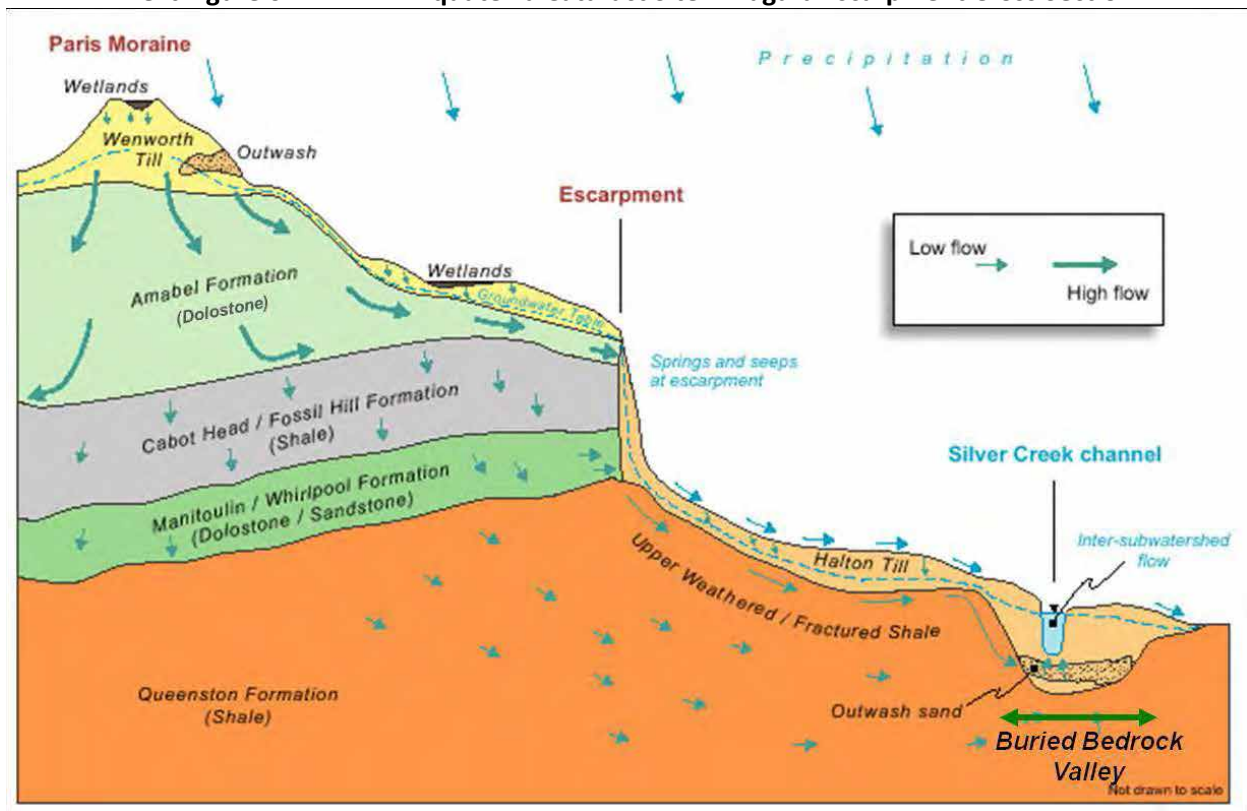 Paris Moraine
Precipitation
Wetlands
Wenworth
Till
Outwash
Escarpment
Low flow
High flow
Wetlands
Groundwater Table
Amabel Formation
(Dolostone)
Springs and seeps
at escarpment
Cabot Head / Fossil Hill Formation
(Shale)
Silver Creek channel
Manitoulin / Whirlpool Formation
(Dolostone / Sandstone)
Inter-subwatershed
flow
Halton Till
Upper Weathered / Fractured Shale
Queenston Formation
(Shale)
Outwash sand
Buried Bedrock
Valley
Not drawn to scale